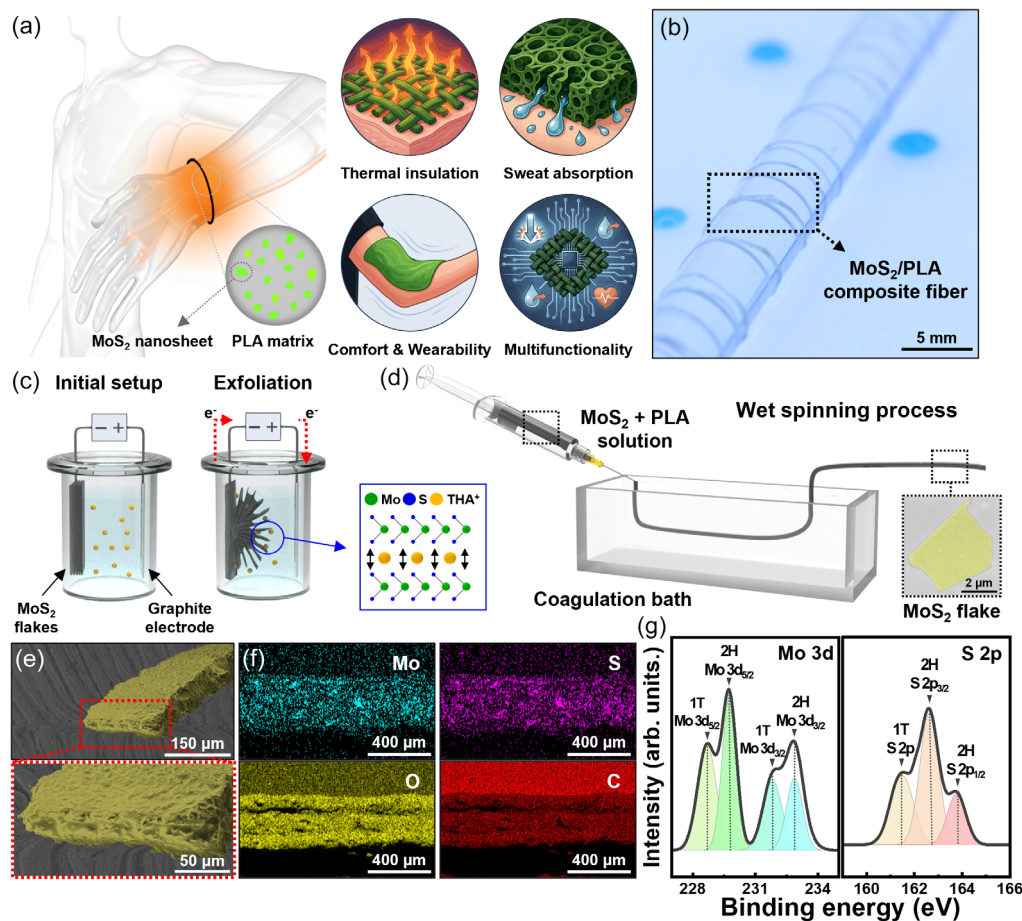 (a)
Thermal insulation
Sweat absorption
MoS₂ nanosheet
PLA matrix
Comfort & Wearability
Multifunctionality
(b)
MoS₂/PLA
composite fiber
5 mm
(c)
Initial setup
Exfoliation
− +
e⁻
− +
e⁻
Mo S THA⁺
MoS₂
flakes
Graphite
electrode
(d)
MoS₂ + PLA
solution
Wet spinning process
Coagulation bath
2 μm
MoS₂ flake
(e)
150 μm
50 μm
(f)
Mo
400 μm
S
400 μm
O
400 μm
C
400 μm
(g)
Intensity (arb. units.)
Mo 3d
1T
Mo 3d₅/₂
2H
Mo 3d₅/₂
1T
Mo 3d₃/₂
2H
Mo 3d₃/₂
228 231 234
S 2p
1T
S 2p
2H
S 2p₃/₂
2H
S 2p₁/₂
160 162 164 166
Binding energy (eV)